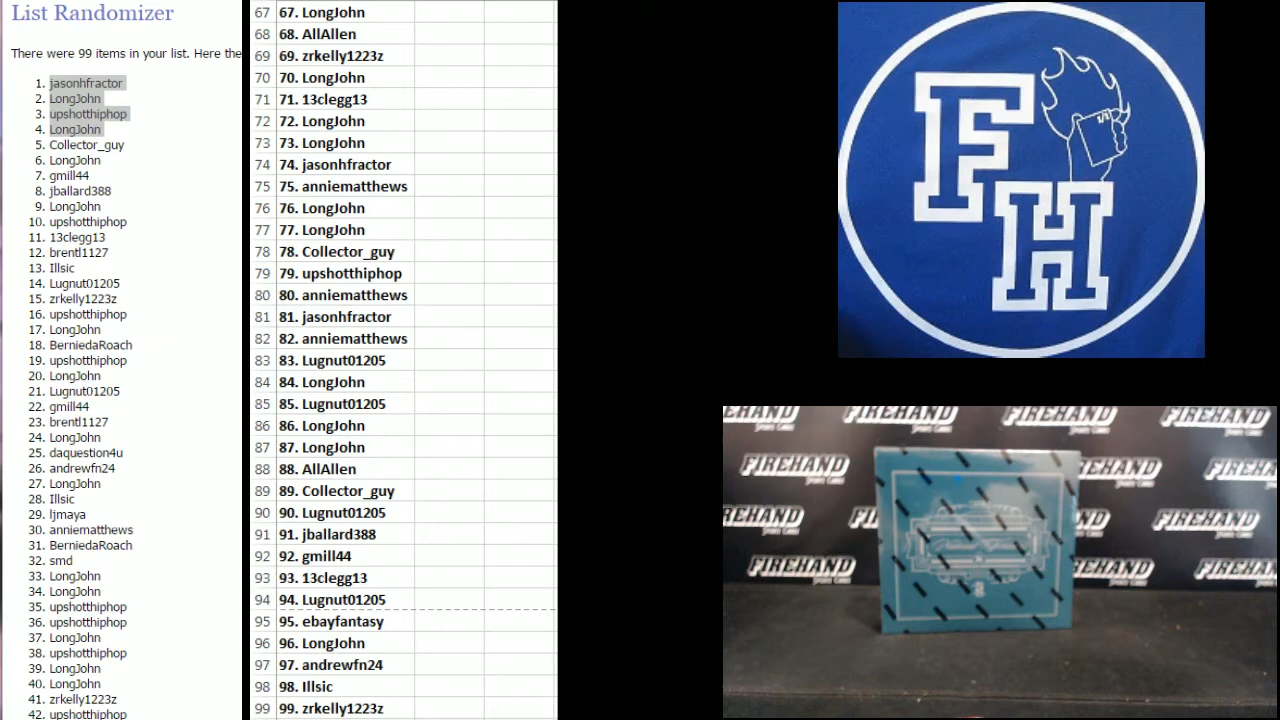 List Randomizer
There were 99 items in your list. Here the
1. jasonhfractor
2. LongJohn
3. upshotthiphop
4. LongJohn
5. Collector_guy
6. LongJohn
7. gmill44
8. jballard388
9. LongJohn
10. upshotthiphop
11. 13clegg13
12. brentl1127
13. Illsic
14. Lugnut01205
15. zrkelly1223z
16. upshotthiphop
17. LongJohn
18. BerniedaRoach
19. upshotthiphop
20. LongJohn
21. Lugnut01205
22. gmill44
23. brentl1127
24. LongJohn
25. daquestion4u
26. andrewfn24
27. LongJohn
28. Illsic
29. ljmaya
30. anniematthews
31. BerniedaRoach
32. smd
33. LongJohn
34. LongJohn
35. upshotthiphop
36. upshotthiphop
37. LongJohn
38. upshotthiphop
39. LongJohn
40. LongJohn
41. zrkelly1223z
42. upshotthiphop
67 67. LongJohn
68 68. AllAllen
69 69. zrkelly1223z
70 70. LongJohn
71 71. 13clegg13
72 72. LongJohn
73 73. LongJohn
74 74. jasonhfractor
75 75. anniematthews
76 76. LongJohn
77 77. LongJohn
78 78. Collector_guy
79 79. upshotthiphop
80 80. anniematthews
81 81. jasonhfractor
82 82. anniematthews
83 83. Lugnut01205
84 84. LongJohn
85 85. Lugnut01205
86 86. LongJohn
87 87. LongJohn
88 88. AllAllen
89 89. Collector_guy
90 90. Lugnut01205
91 91. jballard388
92 92. gmill44
93 93. 13clegg13
94 94. Lugnut01205
95 95. ebayfantasy
96 96. LongJohn
97 97. andrewfn24
98 98. Illsic
99 99. zrkelly1223z
FH
1/1
FIREHAND
FIREHAND
FIREHAND
FIREHAND
FIREHAND
FIREHAND
FIREHAND
FIREHAND
FIREHAND
FIREHAND